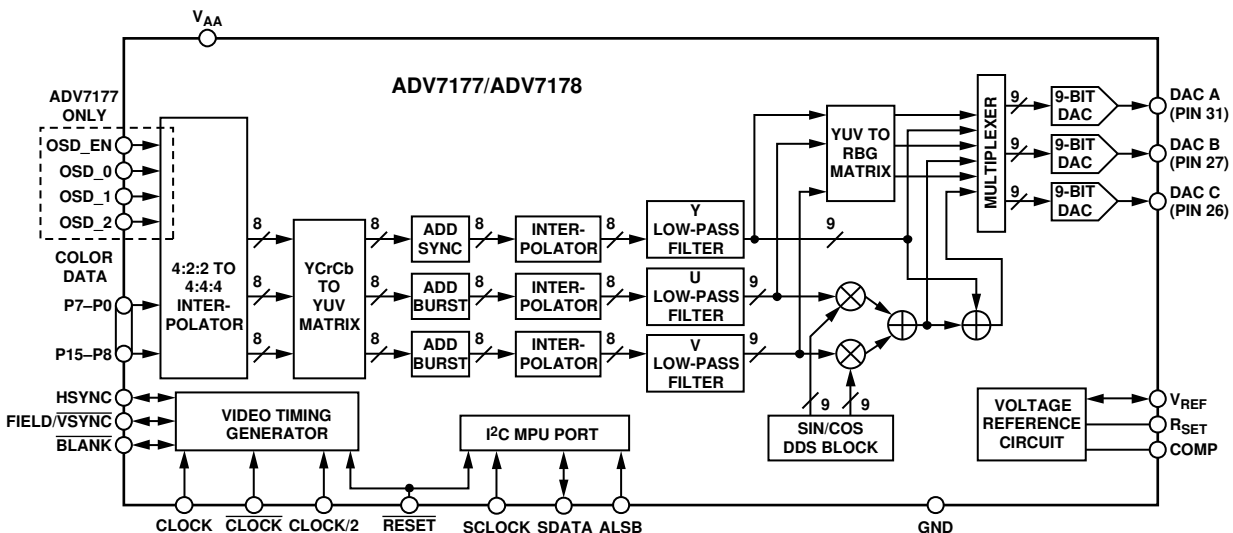 VAA
ADV7177/ADV7178
ADV7177
ONLY
OSD_EN
OSD_0
OSD_1
OSD_2
COLOR
DATA
P7–P0
P15–P8
HSYNC
FIELD/VSYNC
BLANK
4:2:2 TO
4:4:4
INTER-
POLATOR
8
8
8
YCrCb
TO
YUV
MATRIX
8
8
8
ADD
SYNC
ADD
BURST
ADD
BURST
8
8
8
INTER-
POLATOR
INTER-
POLATOR
INTER-
POLATOR
8
8
8
Y
LOW-PASS
FILTER
U
LOW-PASS
FILTER
V
LOW-PASS
FILTER
9
9
9
YUV TO
RBG
MATRIX
MULTIPLEXER
9
9
9
9-BIT
DAC
9-BIT
DAC
9-BIT
DAC
DAC A
(PIN 31)
DAC B
(PIN 27)
DAC C
(PIN 26)
9
9
SIN/COS
DDS BLOCK
VIDEO TIMING
GENERATOR
I2C MPU PORT
VOLTAGE
REFERENCE
CIRCUIT
VREF
RSET
COMP
CLOCK
CLOCK
CLOCK/2
RESET
SCLOCK
SDATA
ALSB
GND